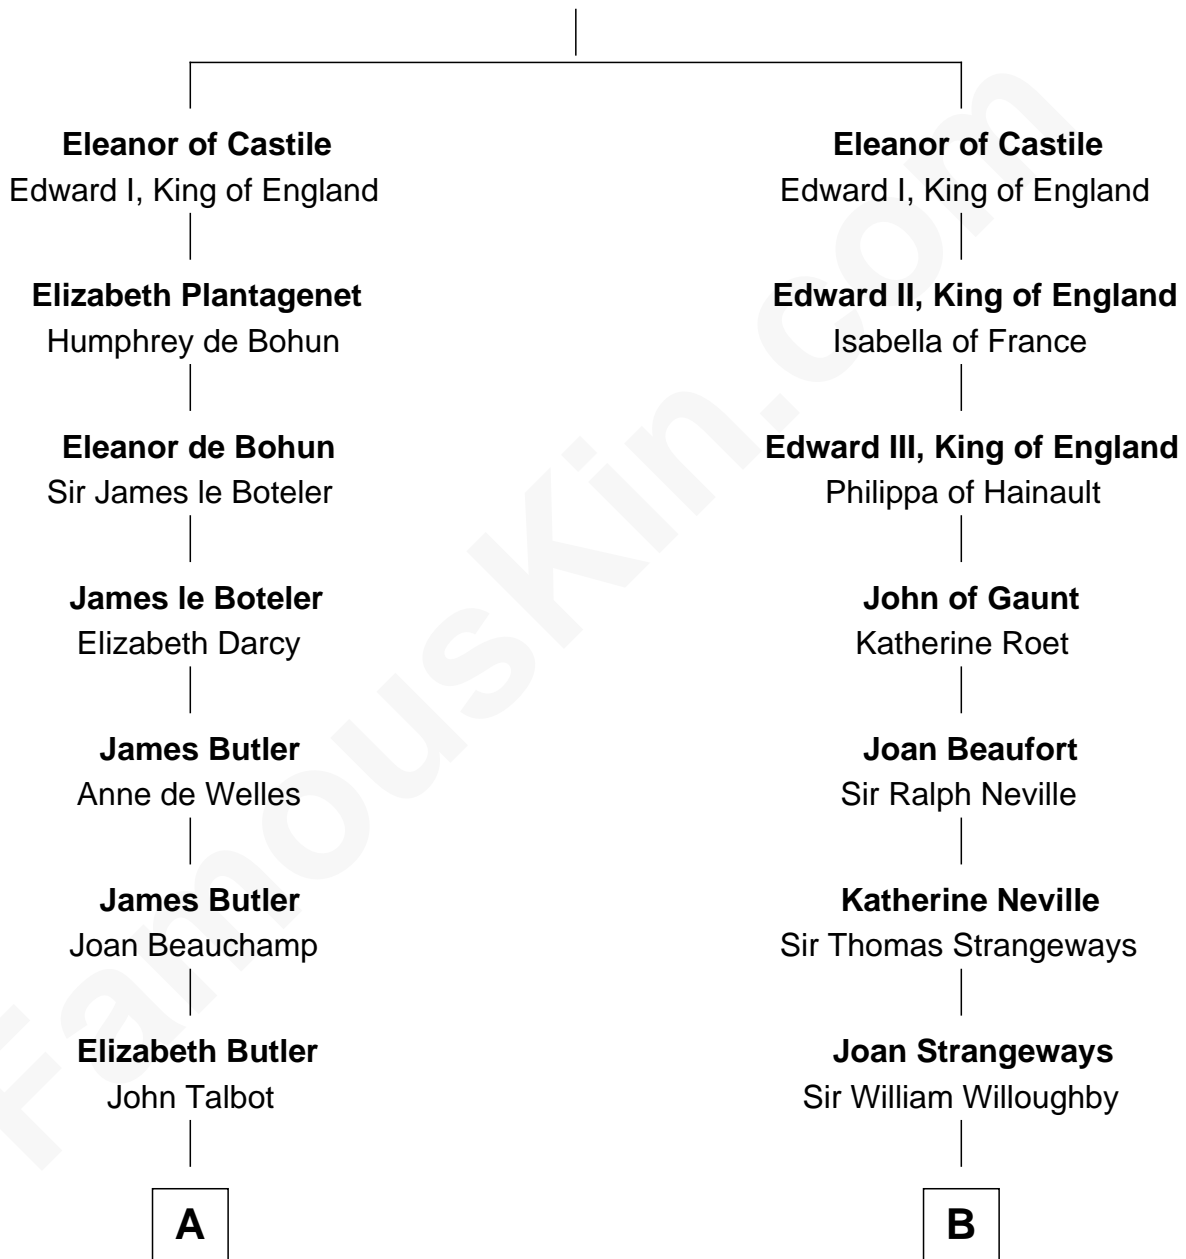 Eleanor of Castile
Edward I, King of England
Elizabeth Plantagenet
Humphrey de Bohun
Eleanor de Bohun
Sir James le Boteler
James le Boteler
Elizabeth Darcy
James Butler
Anne de Welles
James Butler
Joan Beauchamp
Elizabeth Butler
John Talbot
A
Eleanor of Castile
Edward I, King of England
Edward II, King of England
Isabella of France
Edward III, King of England
Philippa of Hainault
John of Gaunt
Katherine Roet
Joan Beaufort
Sir Ralph Neville
Katherine Neville
Sir Thomas Strangeways
Joan Strangeways
Sir William Willoughby
B
FamousKin.com